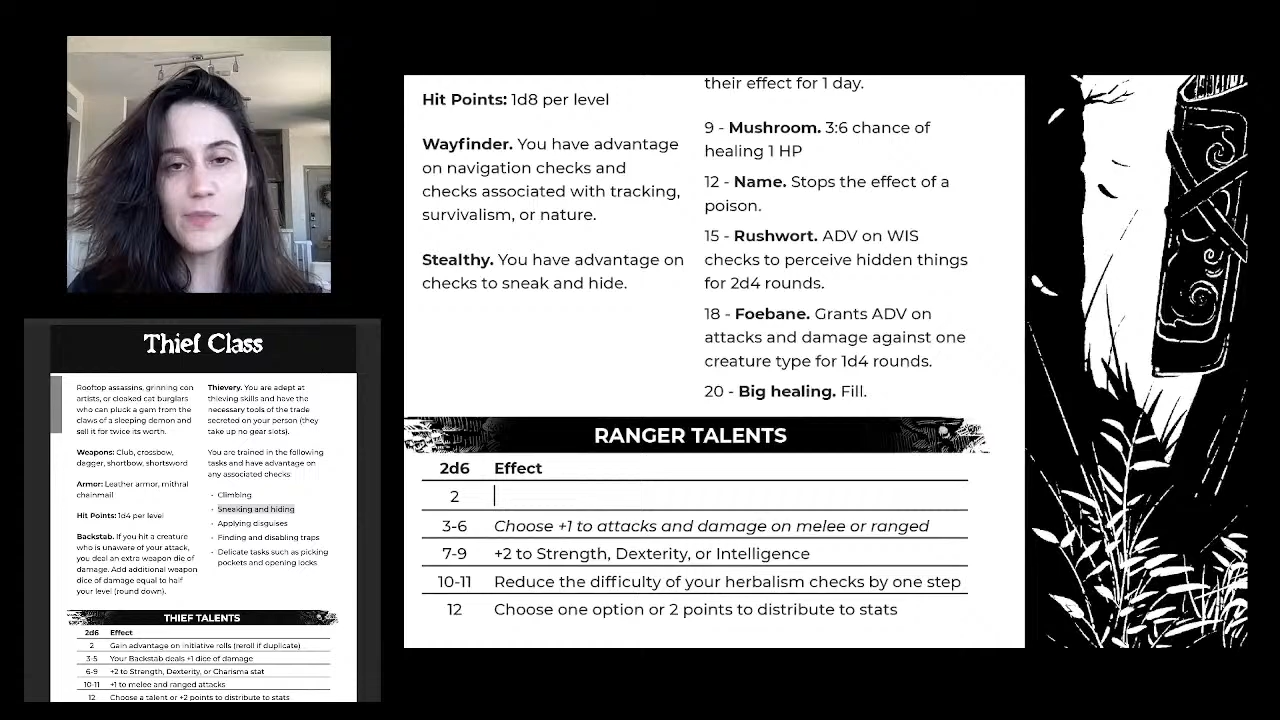 Hit Points: 1d8 per level
Wayfinder. You have advantage
on navigation checks and
checks associated with tracking,
survivalism, or nature.
Stealthy. You have advantage on
checks to sneak and hide.
their effect for 1 day.
9 - Mushroom. 3:6 chance of
healing 1 HP
12 - Name. Stops the effect of a
poison.
15 - Rushwort. ADV on WIS
checks to perceive hidden things
for 2d4 rounds.
18 - Foebane. Grants ADV on
attacks and damage against one
creature type for 1d4 rounds.
20 - Big healing. Fill.
RANGER TALENTS
2d6 Effect
2
3-6 Choose +1 to attacks and damage on melee or ranged
7-9 +2 to Strength, Dexterity, or Intelligence
10-11 Reduce the difficulty of your herbalism checks by one step
12 Choose one option or 2 points to distribute to stats
Thief Class
Rooftop assassins, grinning con
artists, or cloaked cat burglars
who can pluck a gem from the
claws of a sleeping demon and
sell it for twice its worth.
Weapons: Club, crossbow,
dagger, shortbow, shortsword
Armor: Leather armor, mithral
chainmail
Hit Points: 1d4 per level
Backstab. If you hit a creature
who is unaware of your attack,
you deal an extra weapon die of
damage. Add additional weapon
dice of damage equal to half
your level (round down).
Thievery. You are adept at
thieving skills and have the
necessary tools of the trade
secreted on your person (they
take up no gear slots).
You are trained in the following
tasks and have advantage on
any associated checks:
• Climbing
• Sneaking and hiding
• Applying disguises
• Finding and disabling traps
• Delicate tasks such as picking
pockets and opening locks
THIEF TALENTS
2d6 Effect
2 Gain advantage on initiative rolls (reroll if duplicate)
3-5 Your Backstab deals +1 dice of damage
6-9 +2 to Strength, Dexterity, or Charisma stat
10-11 +1 to melee and ranged attacks
12 Choose a talent or +2 points to distribute to stats